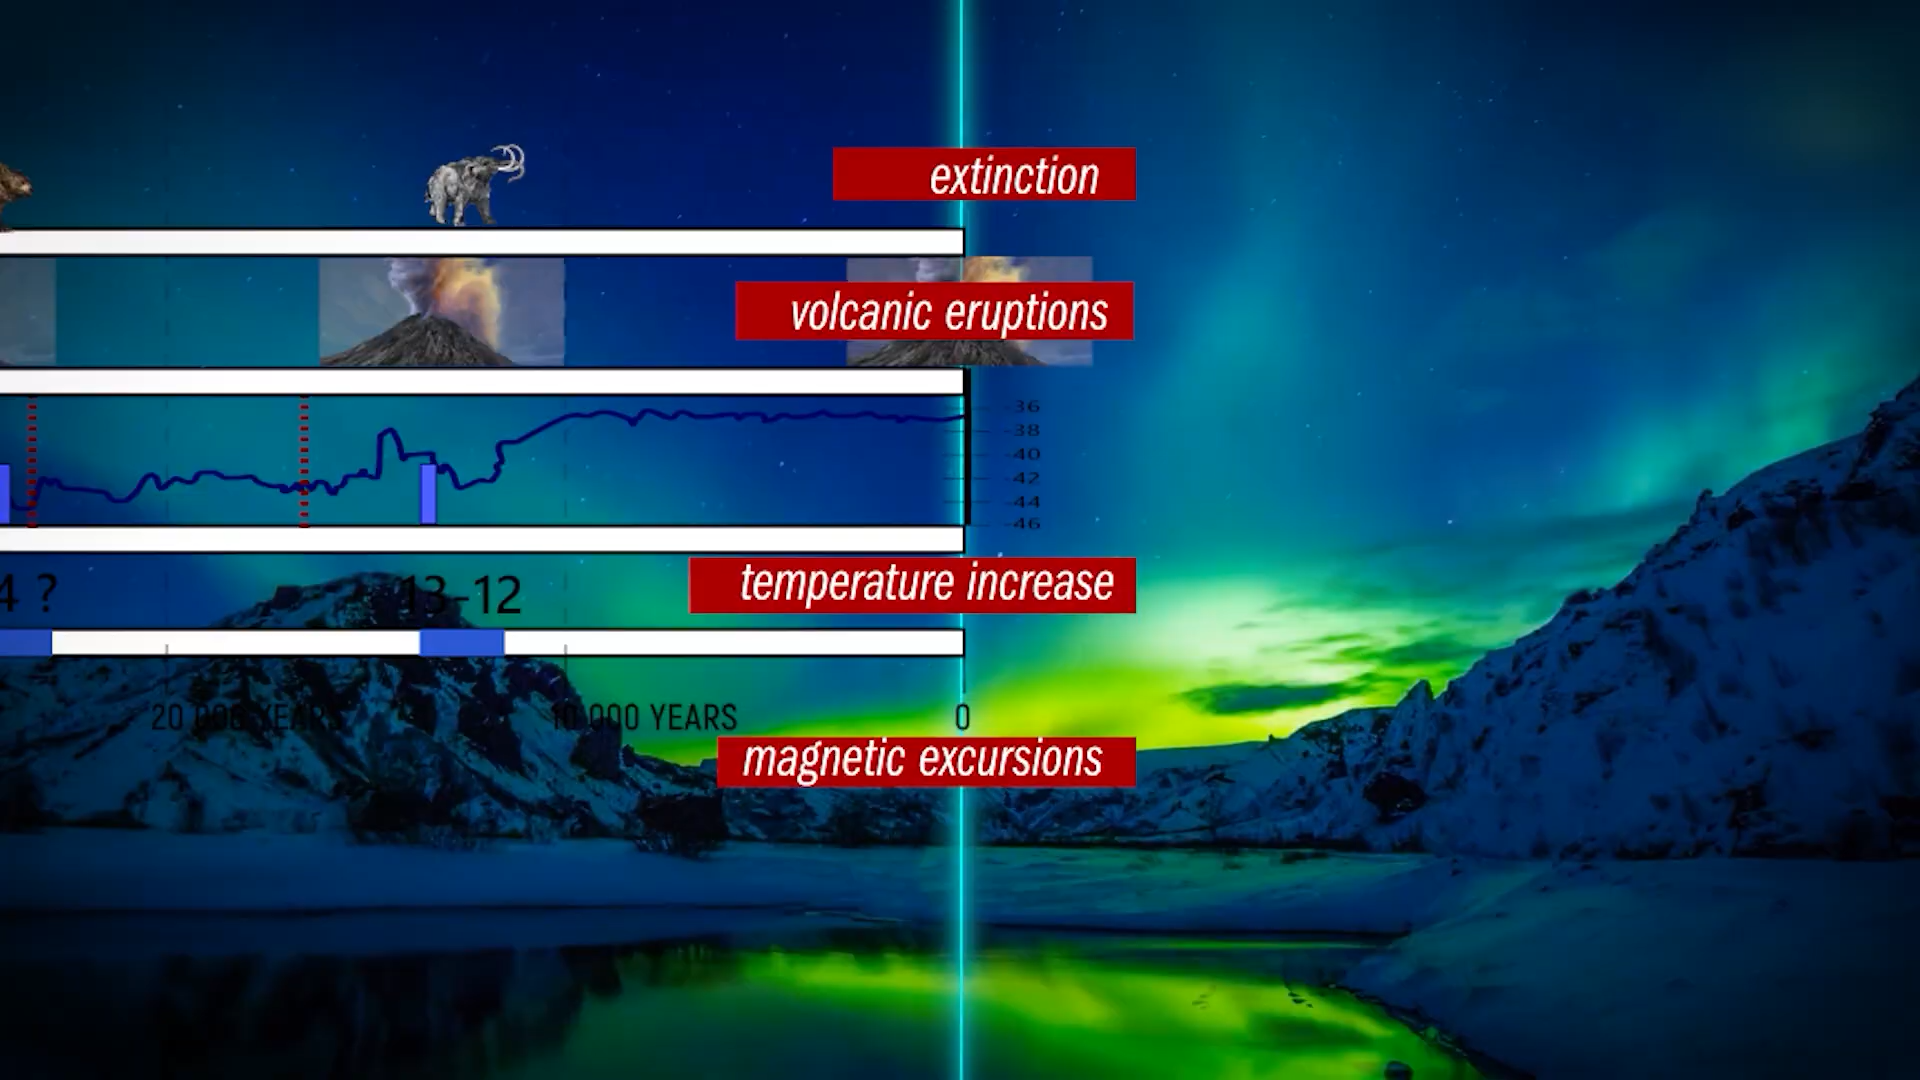 extinction
volcanic eruptions
-36
-38
-40
-42
-44
-46
4 ?
13-12
temperature increase
20 000 YEARS
10 000 YEARS
0
magnetic excursions